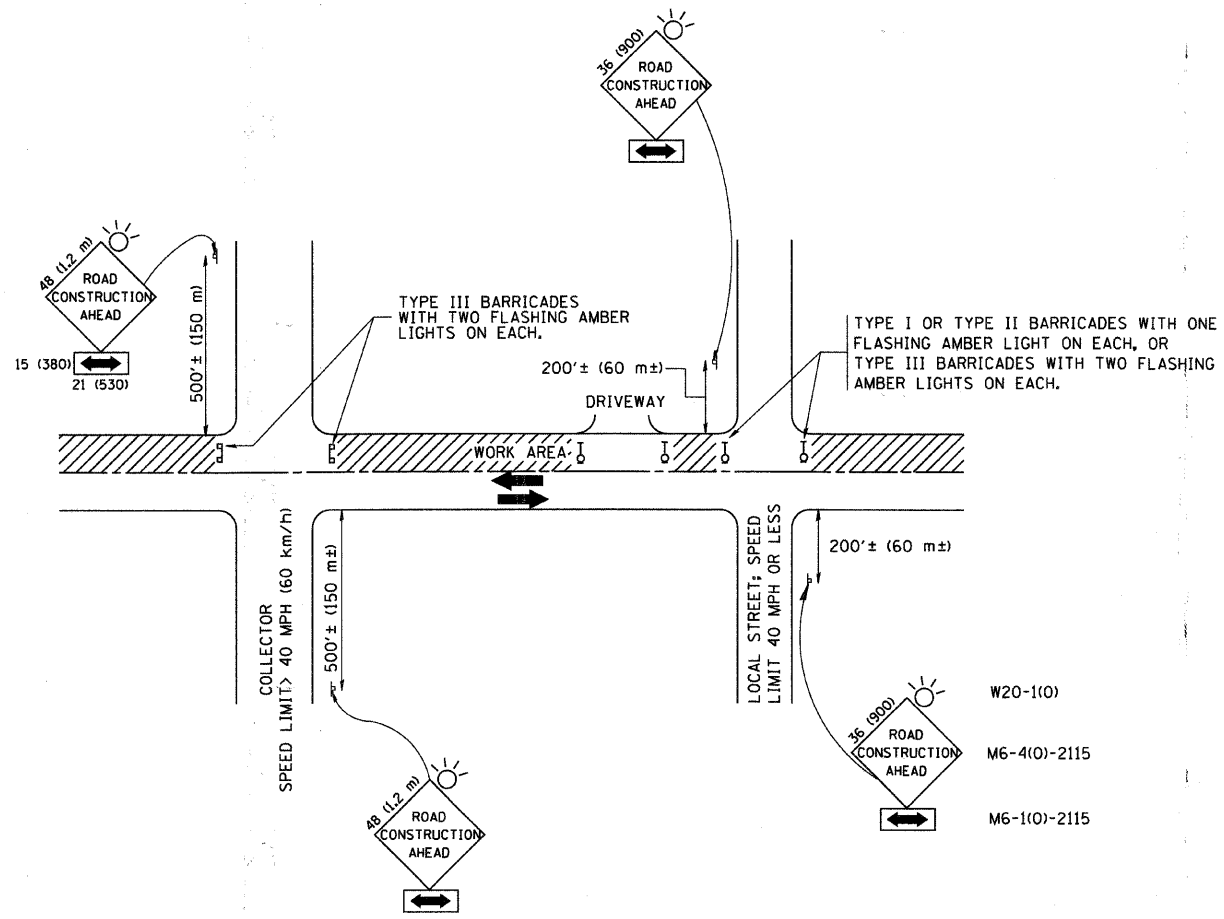 36 (900)
ROAD
CONSTRUCTION
AHEAD
48 (1.2 m)
ROAD
CONSTRUCTION
AHEAD
15 (380)
21 (530)
500'± (150 m)
TYPE III BARRICADES
WITH TWO FLASHING AMBER
LIGHTS ON EACH.
200'± (60 m±)
DRIVEWAY
TYPE I OR TYPE II BARRICADES WITH ONE
FLASHING AMBER LIGHT ON EACH, OR
TYPE III BARRICADES WITH TWO FLASHING
AMBER LIGHTS ON EACH.
WORK AREA
COLLECTOR
SPEED LIMIT> 40 MPH (60 km/h)
500'± (150 m±)
LOCAL STREET; SPEED
LIMIT 40 MPH OR LESS
200'± (60 m±)
48 (1.2 m)
ROAD
CONSTRUCTION
AHEAD
36 (900)
ROAD
CONSTRUCTION
AHEAD
W20-1(O)
M6-4(O)-2115
M6-1(O)-2115